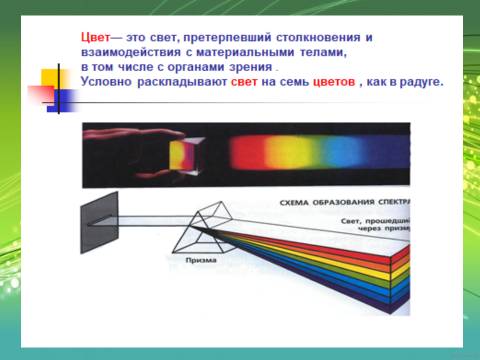 Цвет— это свет, претерпевший столкновения и
взаимодействия с материальными телами,
в том числе с органами зрения .
Условно раскладывают свет на семь цветов , как в радуге.
СХЕМА ОБРАЗОВАНИЯ СПЕКТРА
Свет, прошедший
через призму
Призма